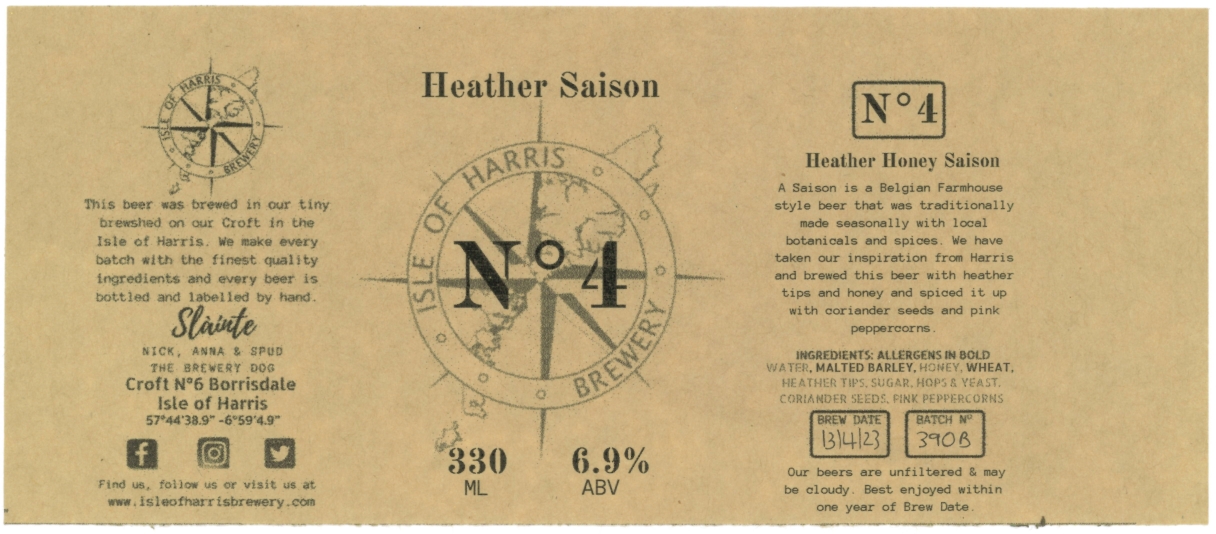 ISLE OF HARRIS
BREWERY
This beer was brewed in our tiny
brewshed on our Croft in the
Isle of Harris. We make every
batch with the finest quality
ingredients and every beer is
bottled and labelled by hand.
Slàinte
NICK, ANNA & SPUD
THE BREWERY DOG
Croft N°6 Borrisdale
Isle of Harris
57°44'38.9" -6°59'4.9"
Find us, follow us or visit us at
www.isleofharrisbrewery.com
Heather Saison
ISLE OF HARRIS
N°4
BREWERY
330 6.9%
ML ABV
N°4
Heather Honey Saison
A Saison is a Belgian Farmhouse
style beer that was traditionally
made seasonally with local
botanicals and spices. We have
taken our inspiration from Harris
and brewed this beer with heather
tips and honey and spiced it up
with coriander seeds and pink
peppercorns.
INGREDIENTS: ALLERGENS IN BOLD
WATER, MALTED BARLEY, HONEY, WHEAT,
HEATHER TIPS, SUGAR, HOPS & YEAST,
CORIANDER SEEDS, PINK PEPPERCORNS
BREW DATE BATCH N°
13/4/23 390B
Our beers are unfiltered & may
be cloudy. Best enjoyed within
one year of Brew Date.